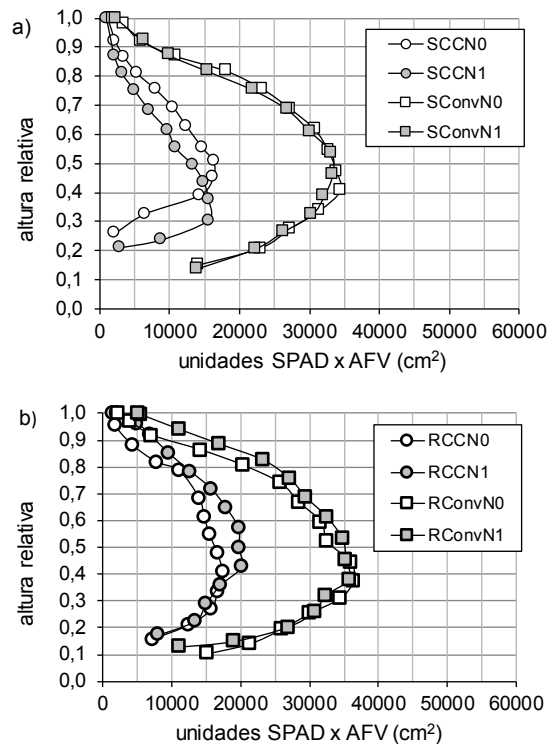 a)
altura relativa
1,0
0,9
0,8
0,7
0,6
0,5
0,4
0,3
0,2
0,1
0,0
SCCN0
SCCN1
SConvN0
SConvN1
0 10000 20000 30000 40000 50000 60000
unidades SPAD x AFV (cm²)
b)
altura relativa
1,0
0,9
0,8
0,7
0,6
0,5
0,4
0,3
0,2
0,1
0,0
RCCN0
RCCN1
RConvN0
RConvN1
0 10000 20000 30000 40000 50000 60000
unidades SPAD x AFV (cm²)